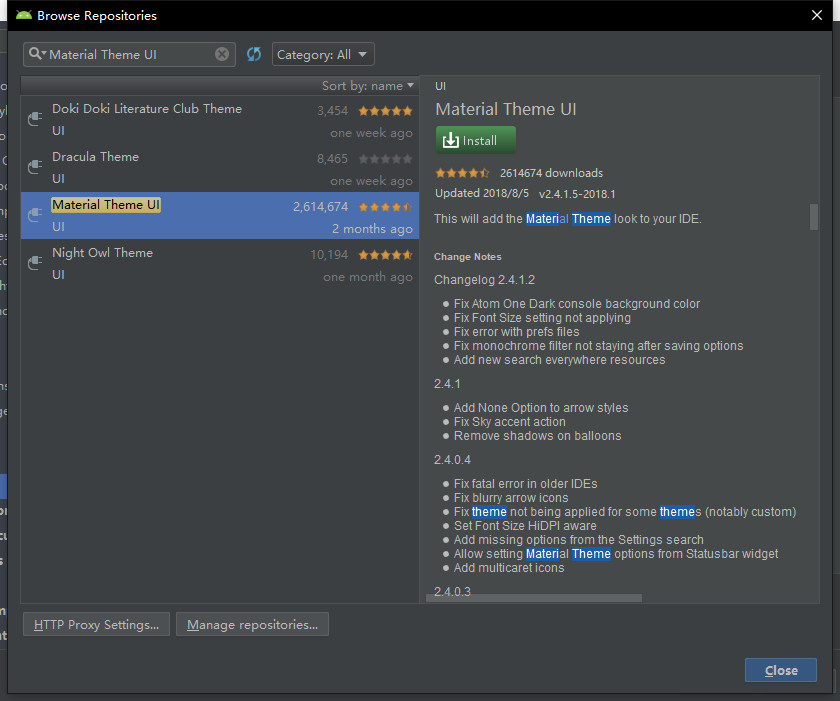 Browse Repositories
Material Theme UI
Category: All
Sort by: name
Doki Doki Literature Club Theme 3,454
UI one week ago
Dracula Theme 8,465
UI one week ago
Material Theme UI 2,614,674
UI 2 months ago
Night Owl Theme 10,194
UI one month ago
UI
Material Theme UI
Install
2614674 downloads
Updated 2018/8/5 v2.4.1.5-2018.1
This will add the Material Theme look to your IDE.
Change Notes
Changelog 2.4.1.2
● Fix Atom One Dark console background color
● Fix Font Size setting not applying
● Fix error with prefs files
● Fix monochrome filter not staying after saving options
● Add new search everywhere resources
2.4.1
● Add None Option to arrow styles
● Fix Sky accent action
● Remove shadows on balloons
2.4.0.4
● Fix fatal error in older IDEs
● Fix blurry arrow icons
● Fix theme not being applied for some themes (notably custom)
● Set Font Size HiDPI aware
● Add missing options from the Settings search
● Allow setting Material Theme options from Statusbar widget
● Add multicaret icons
2.4.0.3
HTTP Proxy Settings...
Manage repositories...
Close